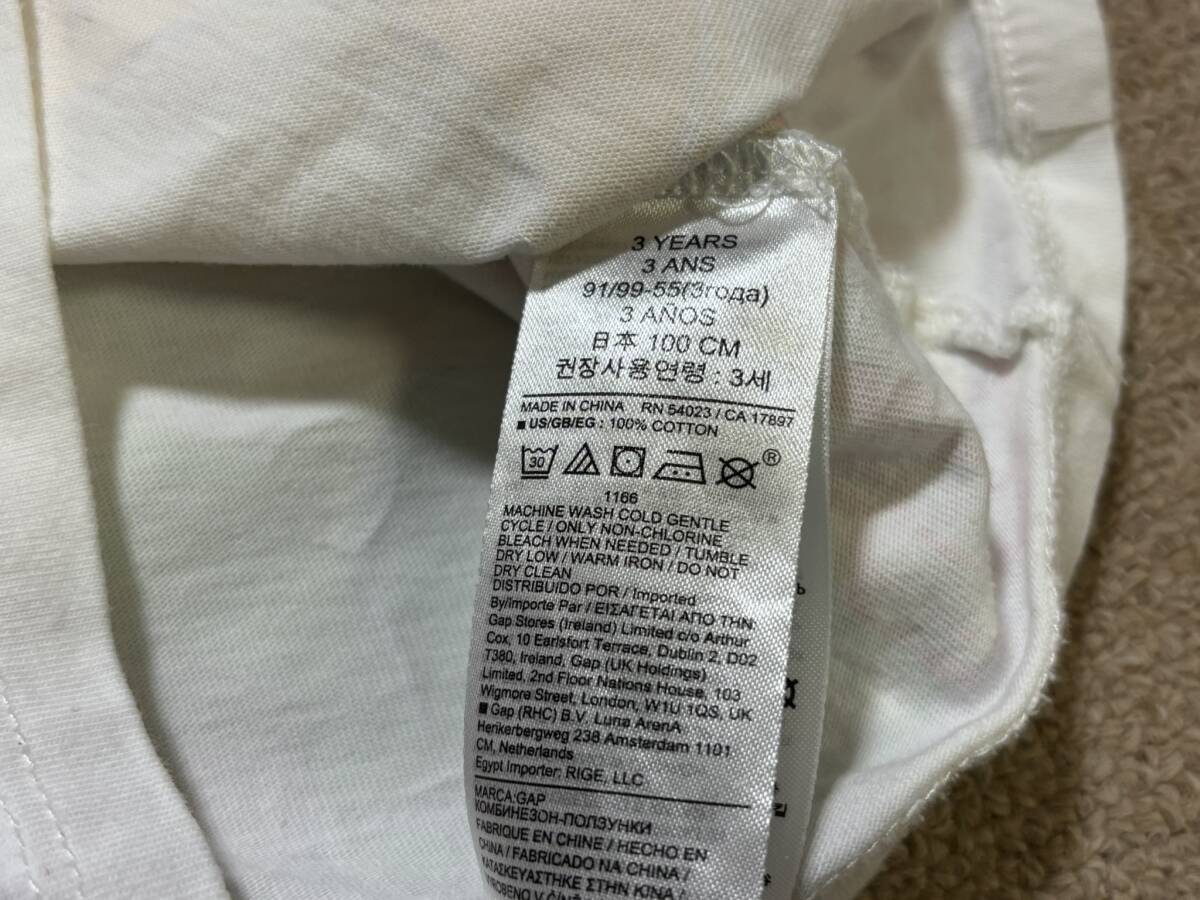 3 YEARS
3 ANS
91/99-55(3года)
3 AÑOS
日本 100 CM
권장사용연령 : 3세
MADE IN CHINA RN 54023 / CA 17897
■ US/GB/EG : 100% COTTON
30 ®
1166
MACHINE WASH COLD GENTLE
CYCLE / ONLY NON-CHLORINE
BLEACH WHEN NEEDED / TUMBLE
DRY LOW / WARM IRON / DO NOT
DRY CLEAN
DISTRIBUIDO POR / Imported
By/Importe Par / ΕΙΣΑΓΕΤΑΙ ΑΠΟ ΤΗΝ:
Gap Stores (Ireland) Limited c/o Arthur
Cox, 10 Earlsfort Terrace, Dublin 2, D02
T380, Ireland, Gap (UK Holdings)
Limited, 2nd Floor Nations House, 103
Wigmore Street, London, W1U 1QS, UK
■ Gap (RHC) B.V. Luna ArenA
Herikerbergweg 238 Amsterdam 1101
CM, Netherlands
Egypt Importer: RIGE, LLC
MARCA:GAP
КОМБИНЕЗОН-ПОЛЗУНКИ
FABRIQUE EN CHINE / HECHO EN
CHINA / FABRICADO NA CHINA /
ΚΑΤΑΣΚΕΥΑΣΤΗΚΕ ΣΤΗΝ ΚΙΝΑ /